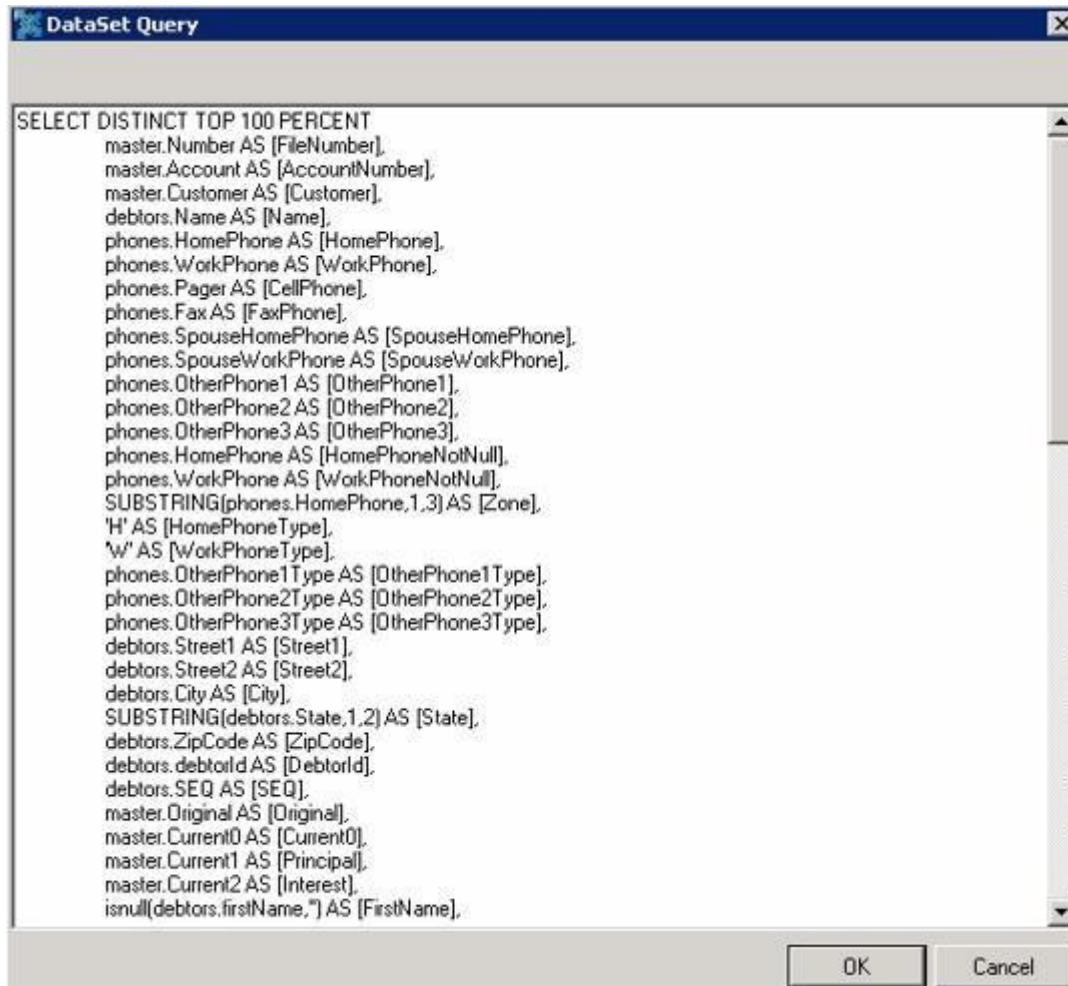 DataSet Query
SELECT DISTINCT TOP 100 PERCENT
master.Number AS [FileNumber],
master.Account AS [AccountNumber],
master.Customer AS [Customer],
debtors.Name AS [Name],
phones.HomePhone AS [HomePhone],
phones.WorkPhone AS [WorkPhone],
phones.Pager AS [CellPhone],
phones.Fax AS [FaxPhone],
phones.SpouseHomePhone AS [SpouseHomePhone],
phones.SpouseWorkPhone AS [SpouseWorkPhone],
phones.OtherPhone1 AS [OtherPhone1],
phones.OtherPhone2 AS [OtherPhone2],
phones.OtherPhone3 AS [OtherPhone3],
phones.HomePhone AS [HomePhoneNotNull],
phones.WorkPhone AS [WorkPhoneNotNull],
SUBSTRING(phones.HomePhone,1,3) AS [Zone],
'H' AS [HomePhoneType],
'W' AS [WorkPhoneType],
phones.OtherPhone1Type AS [OtherPhone1Type],
phones.OtherPhone2Type AS [OtherPhone2Type],
phones.OtherPhone3Type AS [OtherPhone3Type],
debtors.Street1 AS [Street1],
debtors.Street2 AS [Street2],
debtors.City AS [City],
SUBSTRING(debtors.State,1,2) AS [State],
debtors.ZipCode AS [ZipCode],
debtors.debtorId AS [DebtorId],
debtors.SEQ AS [SEQ],
master.Original AS [Original],
master.Current0 AS [Current0],
master.Current1 AS [Principal],
master.Current2 AS [Interest],
isnull(debtors.firstName,'') AS [FirstName],
OK Cancel